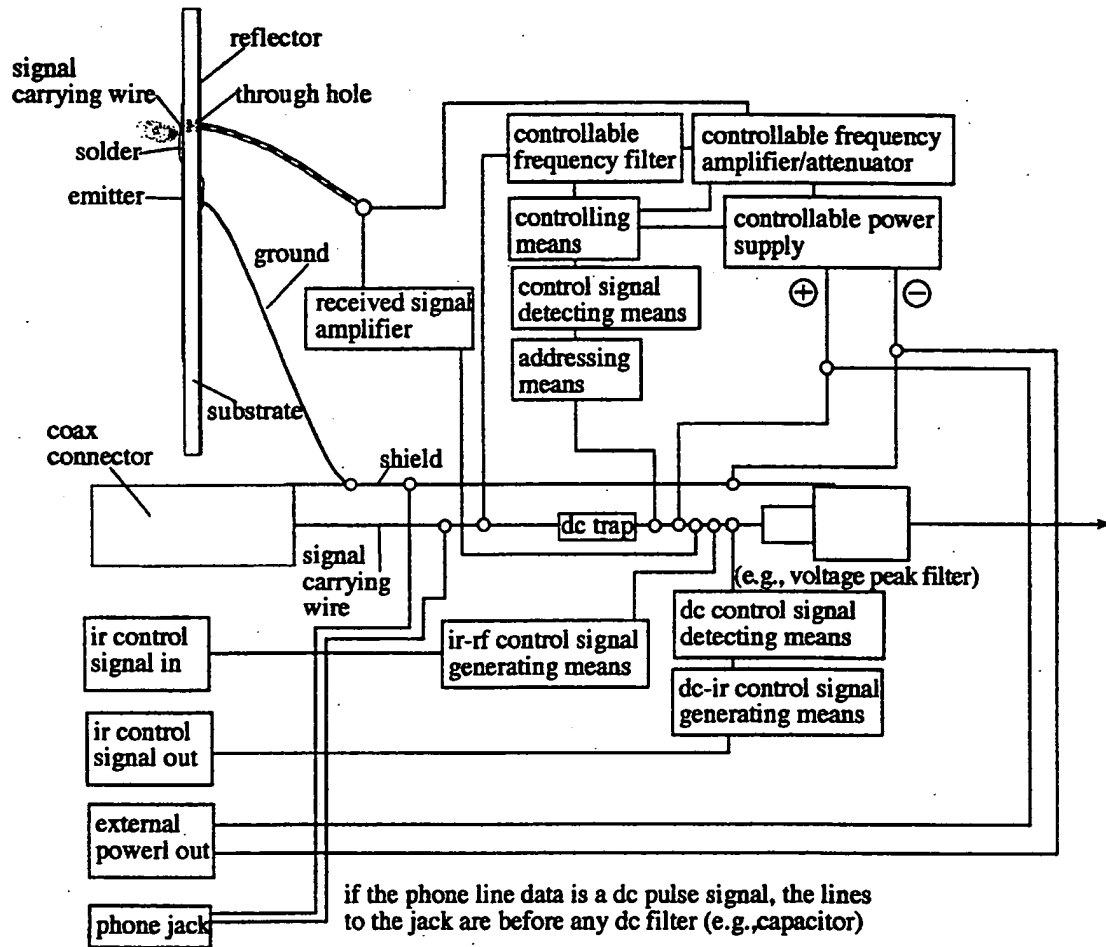 reflector
signal
carrying wire
through hole
solder
emitter
ground
substrate
coax
connector
shield
signal
carrying
wire
received signal
amplifier
controllable
frequency filter
controllable frequency
amplifier/attenuator
controlling
means
controllable power
supply
+
−
control signal
detecting means
addressing
means
dc trap
(e.g., voltage peak filter)
dc control signal
detecting means
dc-ir control signal
generating means
ir-rf control signal
generating means
ir control
signal in
ir control
signal out
external
powerl out
phone jack
if the phone line data is a dc pulse signal, the lines
to the jack are before any dc filter (e.g.,capacitor)